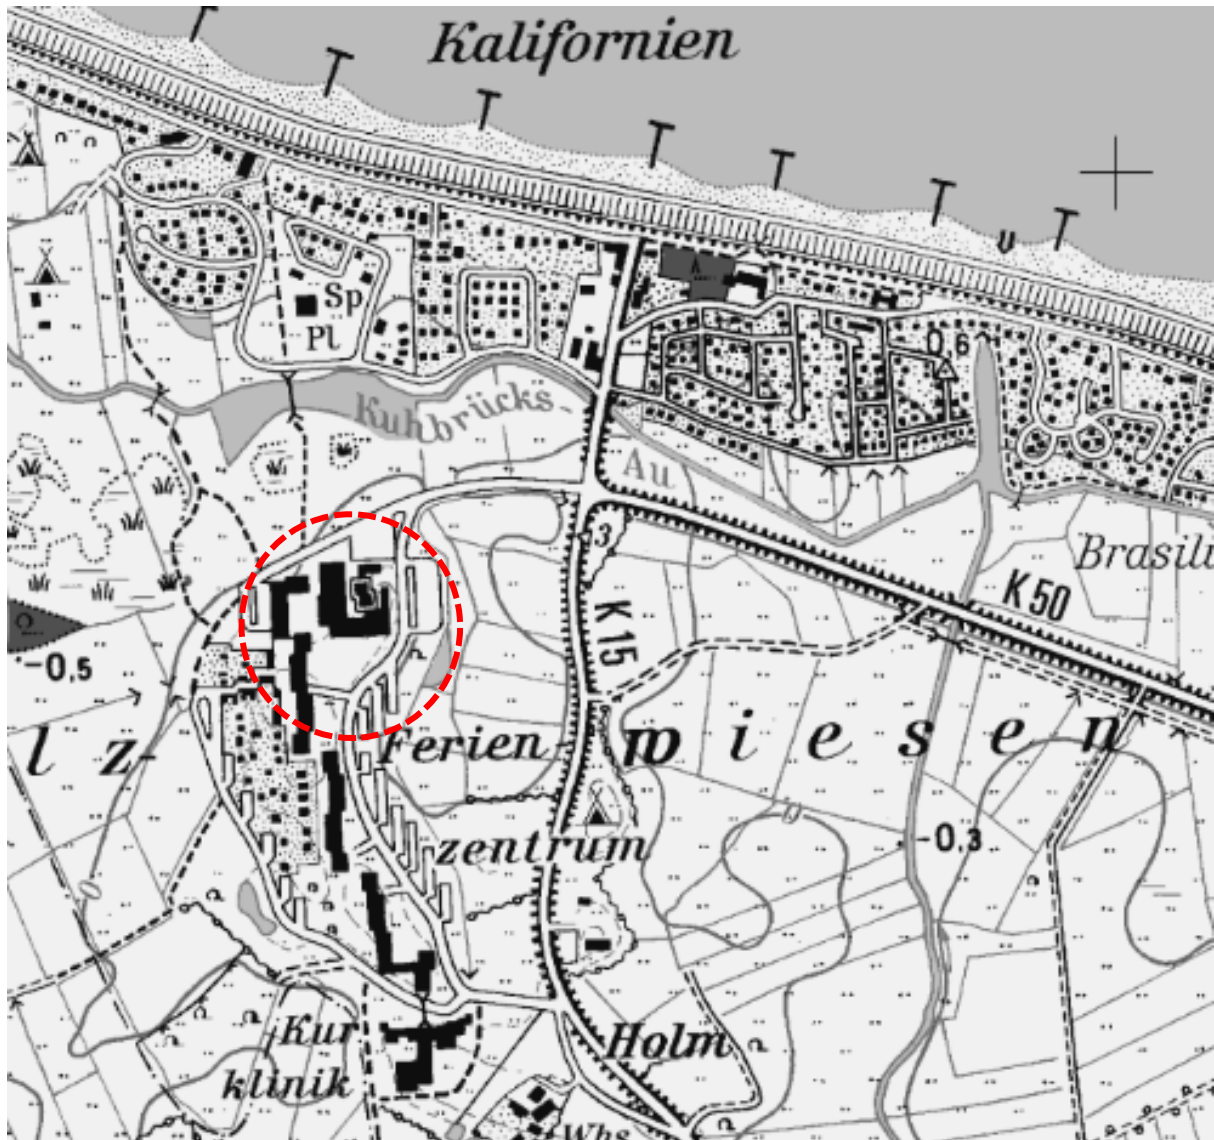 Kalifornien
Sp
Pl
-0,6
Kuhbrücks-
Au
3
Brasili
K 50
K 15
-0,5
lz-
wiesen
Ferien-
zentrum
-0,3
Kur
klinik
Holm
Whs